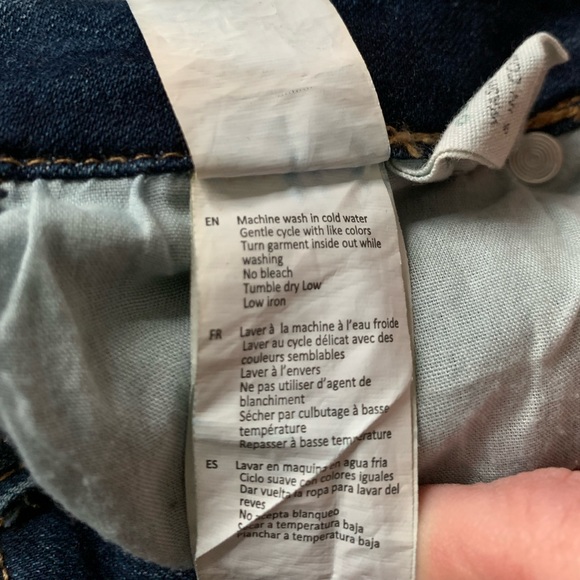 EN Machine wash in cold water
Gentle cycle with like colors
Turn garment inside out while
washing
No bleach
Tumble dry Low
Low iron
FR Laver à la machine à l'eau froide
Laver au cycle délicat avec des
couleurs semblables
Laver à l'envers
Ne pas utiliser d'agent de
blanchiment
Sécher par culbutage à basse
température
Repasser à basse température
ES Lavar en maquina en agua fria
Ciclo suave con colores iguales
Dar vuelta la ropa para lavar del
reves
No acepta blanqueo
Secar a temperatura baja
Planchar a temperatura baja